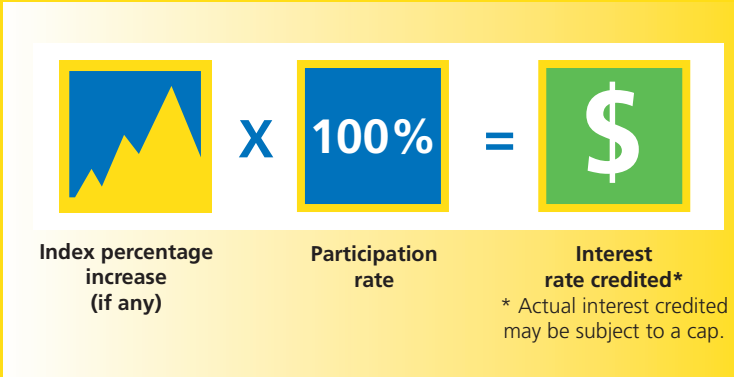 X
100%
=
$
Index percentage
increase
(if any)
Participation
rate
Interest
rate credited*
* Actual interest credited
may be subject to a cap.